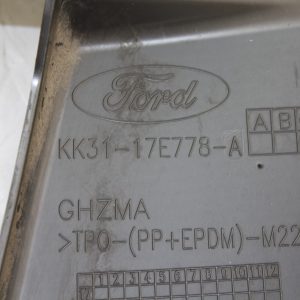 Ford
A B
KK31-17E778-A
GHZMA
>TPO-(PP+EPDM)-M22
1 2 3 4 5 6 7 8 9 10 11 12